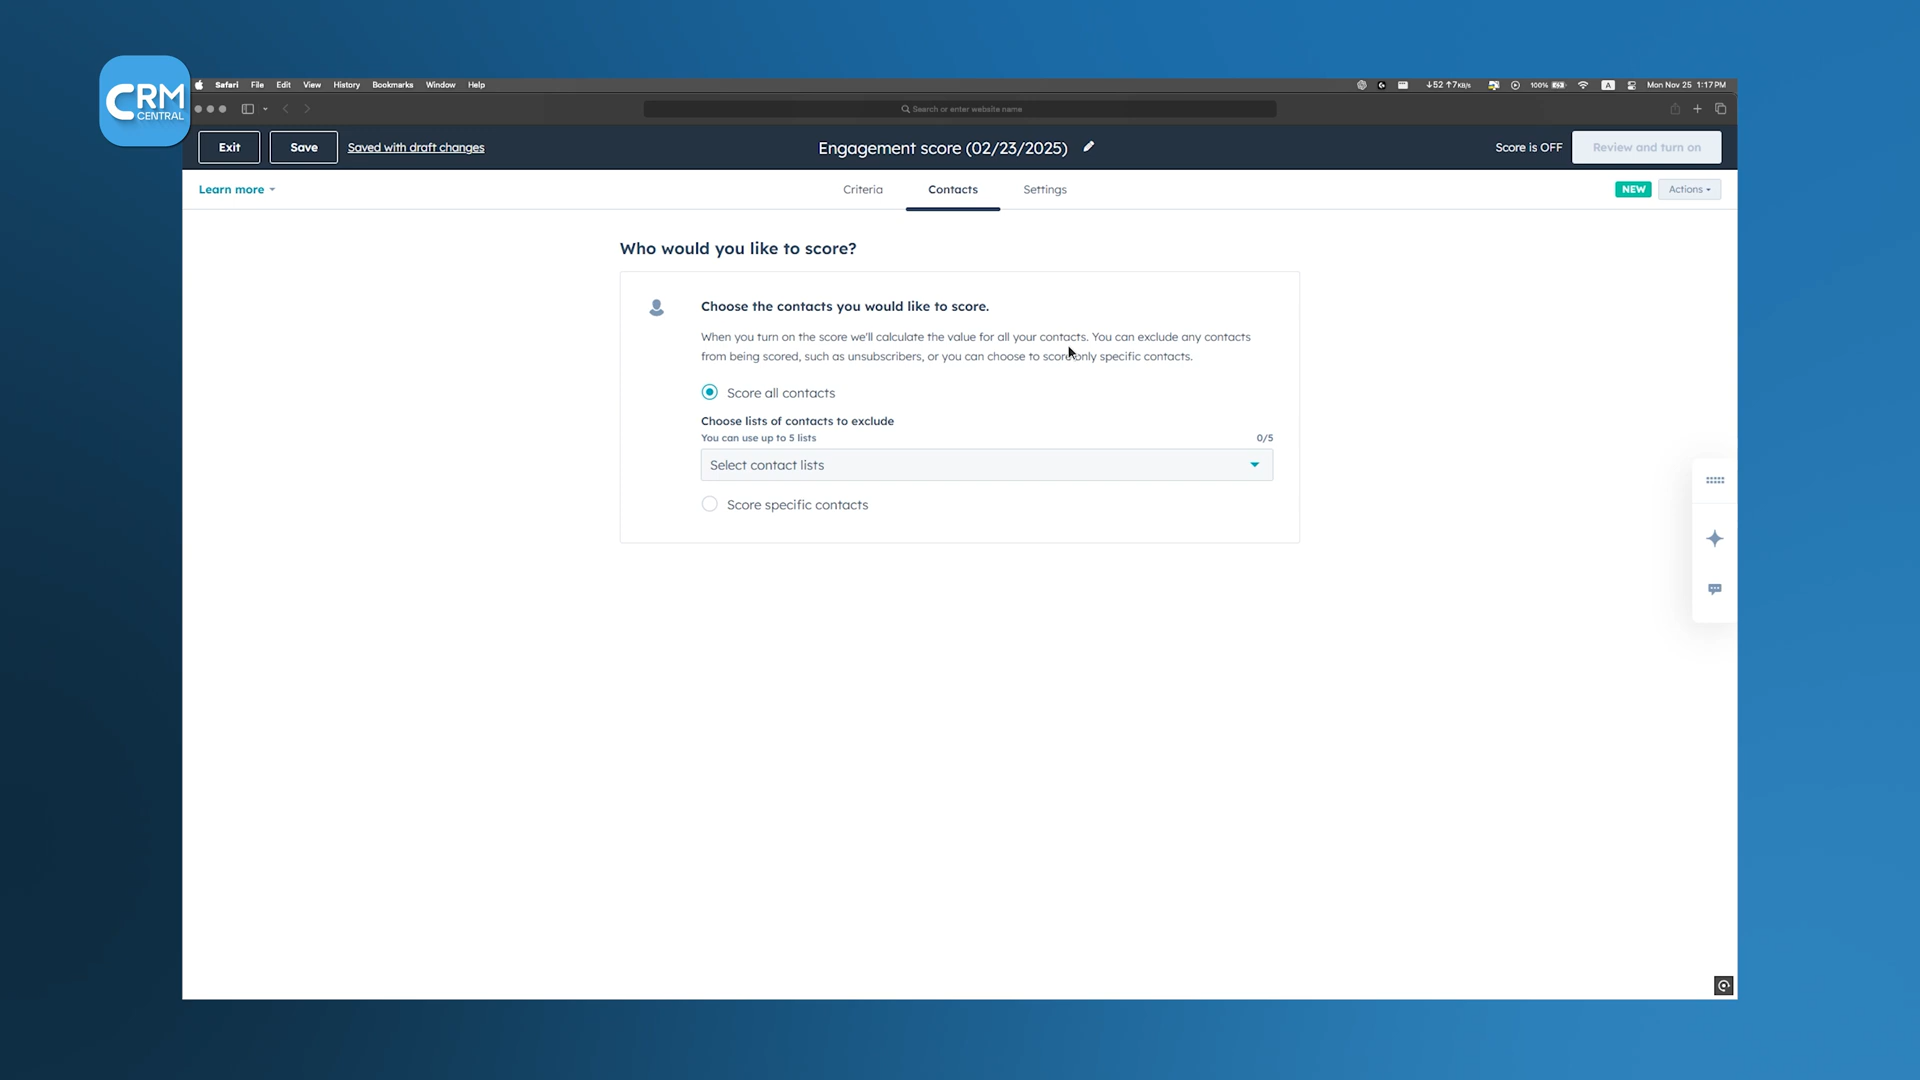 CRM
CENTRAL
Safari File Edit View History Bookmarks Window Help
↓52 ↑7KB/s
100%
A
Mon Nov 25 1:17 PM
Search or enter website name
Exit
Save
Saved with draft changes
Engagement score (02/23/2025)
Score is OFF
Review and turn on
Learn more
Criteria
Contacts
Settings
NEW
Actions
Who would you like to score?
Choose the contacts you would like to score.
When you turn on the score we'll calculate the value for all your contacts. You can exclude any contacts
from being scored, such as unsubscribers, or you can choose to score only specific contacts.
Score all contacts
Choose lists of contacts to exclude
You can use up to 5 lists
0/5
Select contact lists
Score specific contacts